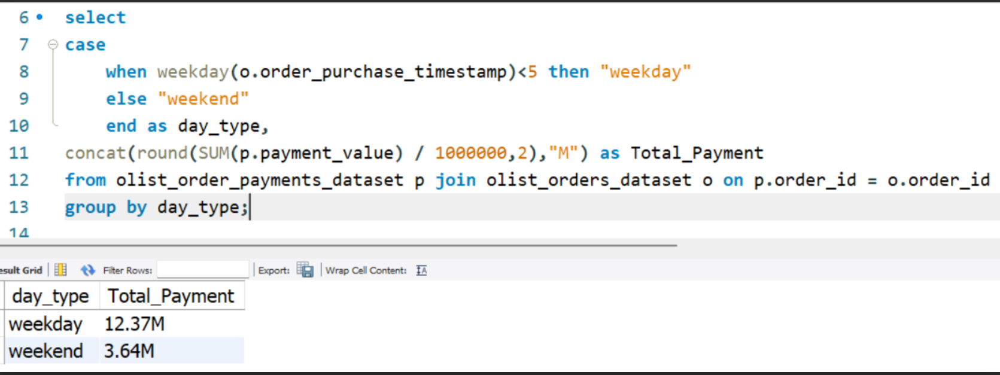 6 select
7 case
8 when weekday(o.order_purchase_timestamp)<5 then "weekday"
9 else "weekend"
10 end as day_type,
11 concat(round(SUM(p.payment_value) / 1000000,2),"M") as Total_Payment
12 from olist_order_payments_dataset p join olist_orders_dataset o on p.order_id = o.order_id
13 group by day_type;
14
esult Grid Filter Rows: Export: Wrap Cell Content:
day_type Total_Payment
weekday 12.37M
weekend 3.64M